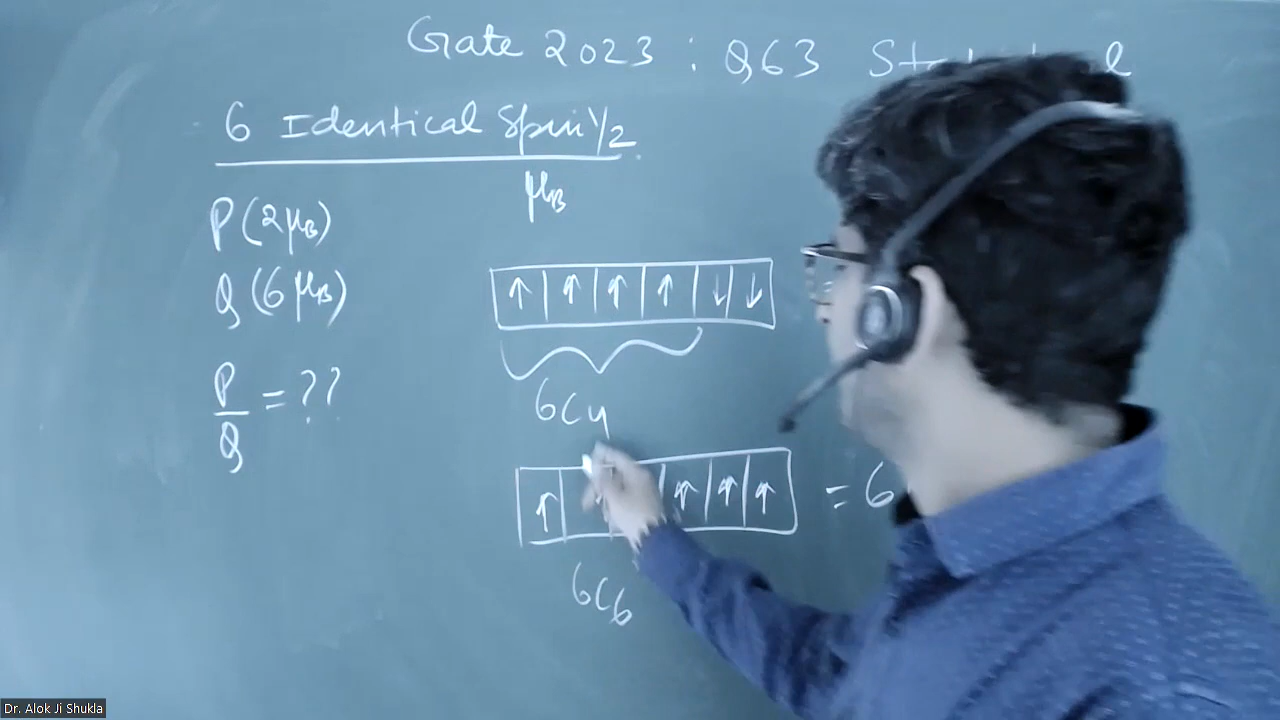 Gate 2023 : Q63
6 Identical Spin 1/2
μB
P (2μB)
Q (6μB)
P/Q = ??
6C4
= 6
6C6
Dr. Alok Ji Shukla